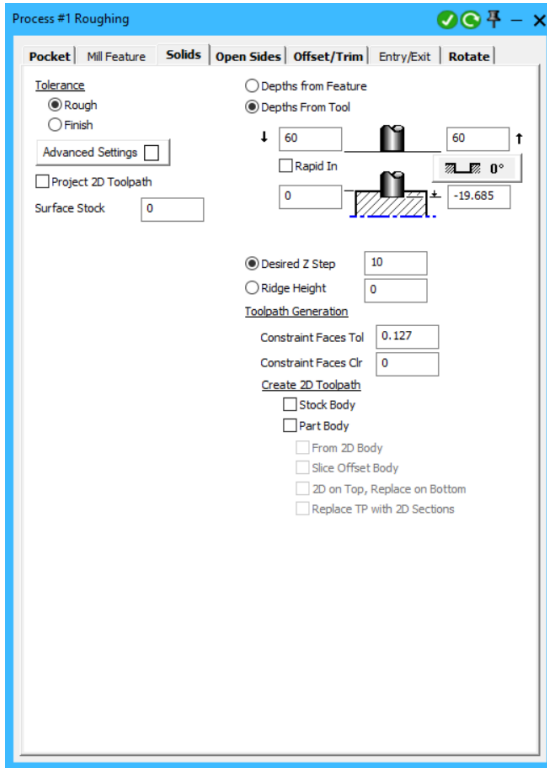 Process #1 Roughing
Pocket Mill Feature Solids Open Sides Offset/Trim Entry/Exit Rotate
Tolerance
Rough
Finish
Advanced Settings
Project 2D Toolpath
Surface Stock 0
Depths from Feature
Depths From Tool
60 60
Rapid In
0°
0 -19.685
Desired Z Step 10
Ridge Height 0
Toolpath Generation
Constraint Faces Tol 0.127
Constraint Faces Clr 0
Create 2D Toolpath
Stock Body
Part Body
From 2D Body
Slice Offset Body
2D on Top, Replace on Bottom
Replace TP with 2D Sections